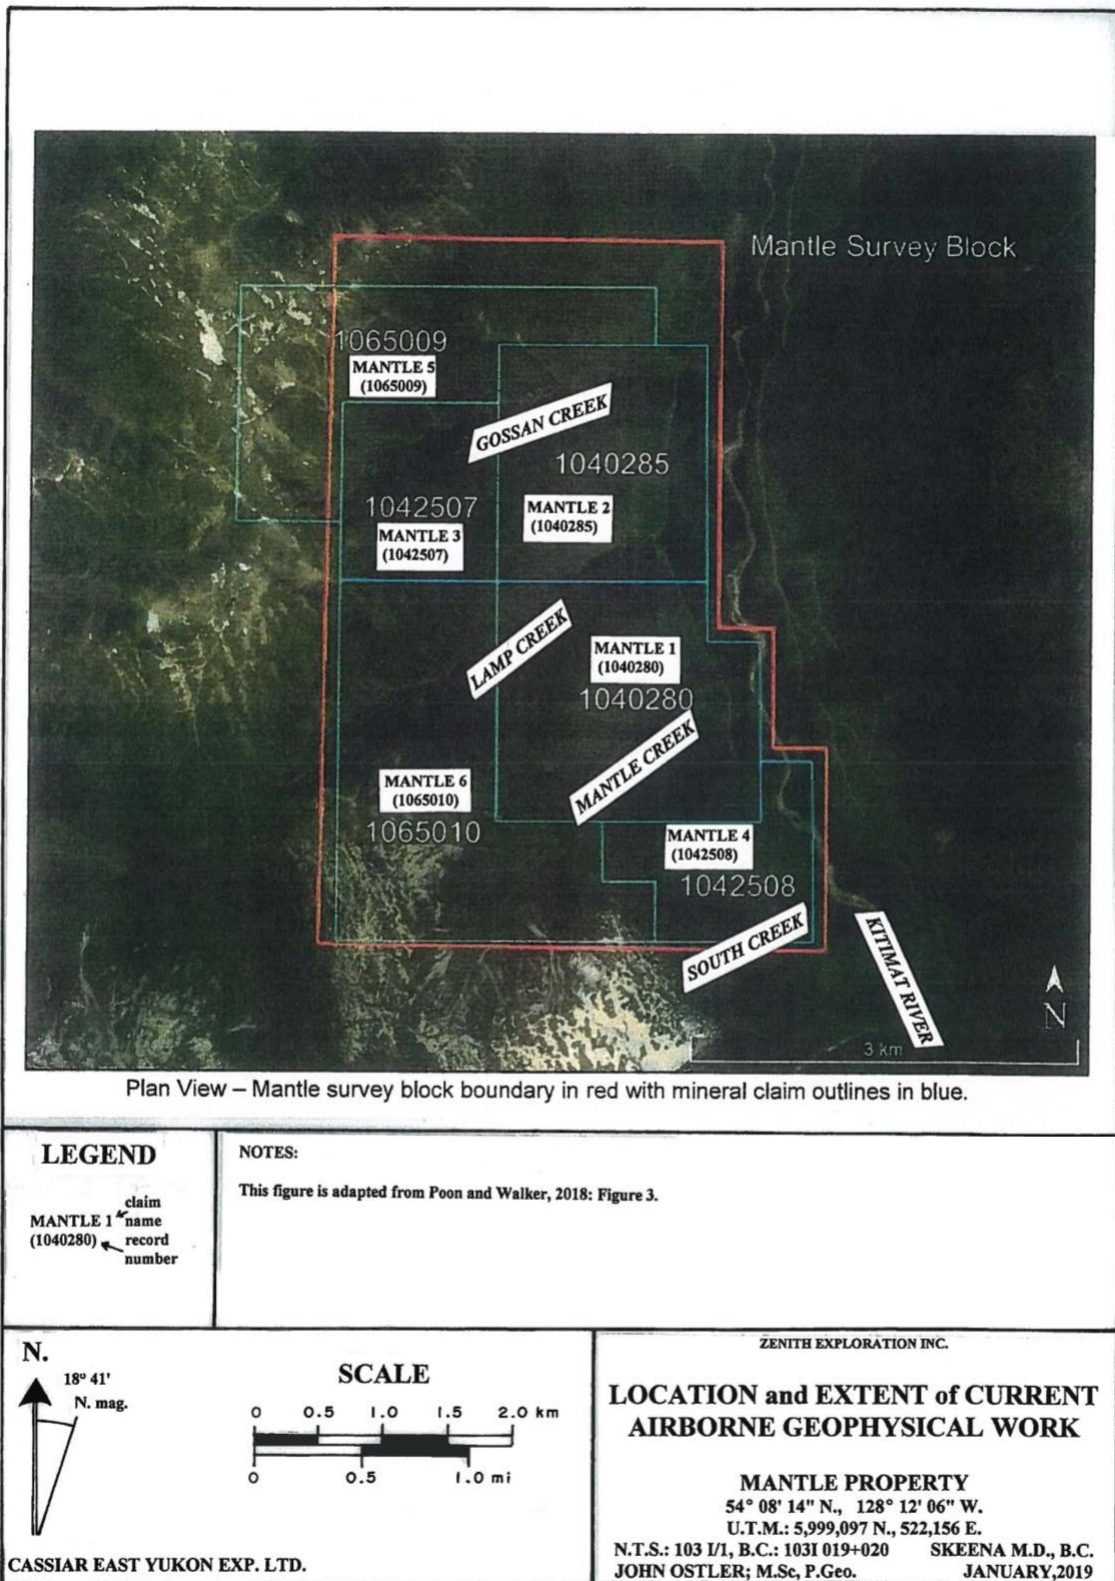 Mantle Survey Block
1065009
MANTLE 5
(1065009)
GOSSAN CREEK
1040285
1042507
MANTLE 2
(1040285)
MANTLE 3
(1042507)
LAMP CREEK
MANTLE 1
(1040280)
1040280
MANTLE CREEK
MANTLE 6
(1065010)
1065010
MANTLE 4
(1042508)
1042508
SOUTH CREEK
KITIMAT RIVER
N
3 km
Plan View – Mantle survey block boundary in red with mineral claim outlines in blue.
LEGEND
claim
MANTLE 1 name
(1040280) record
number
NOTES:
This figure is adapted from Poon and Walker, 2018: Figure 3.
N.
18° 41'
N. mag.
CASSIAR EAST YUKON EXP. LTD.
SCALE
0 0.5 1.0 1.5 2.0 km
0 0.5 1.0 mi
ZENITH EXPLORATION INC.
LOCATION and EXTENT of CURRENT
AIRBORNE GEOPHYSICAL WORK
MANTLE PROPERTY
54° 08' 14" N., 128° 12' 06" W.
U.T.M.: 5,999,097 N., 522,156 E.
N.T.S.: 103 I/1, B.C.: 103I 019+020 SKEENA M.D., B.C.
JOHN OSTLER; M.Sc, P.Geo. JANUARY,2019